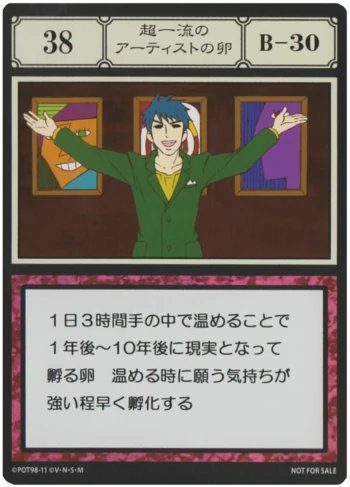 38
超一流の
アーティストの卵
B-30
1日3時間手の中で温めることで
1年後~10年後に現実となって
孵る卵　温める時に願う気持ちが
強い程早く孵化する
©POT98-11 ©V・N・S・M
NOT FOR SALE